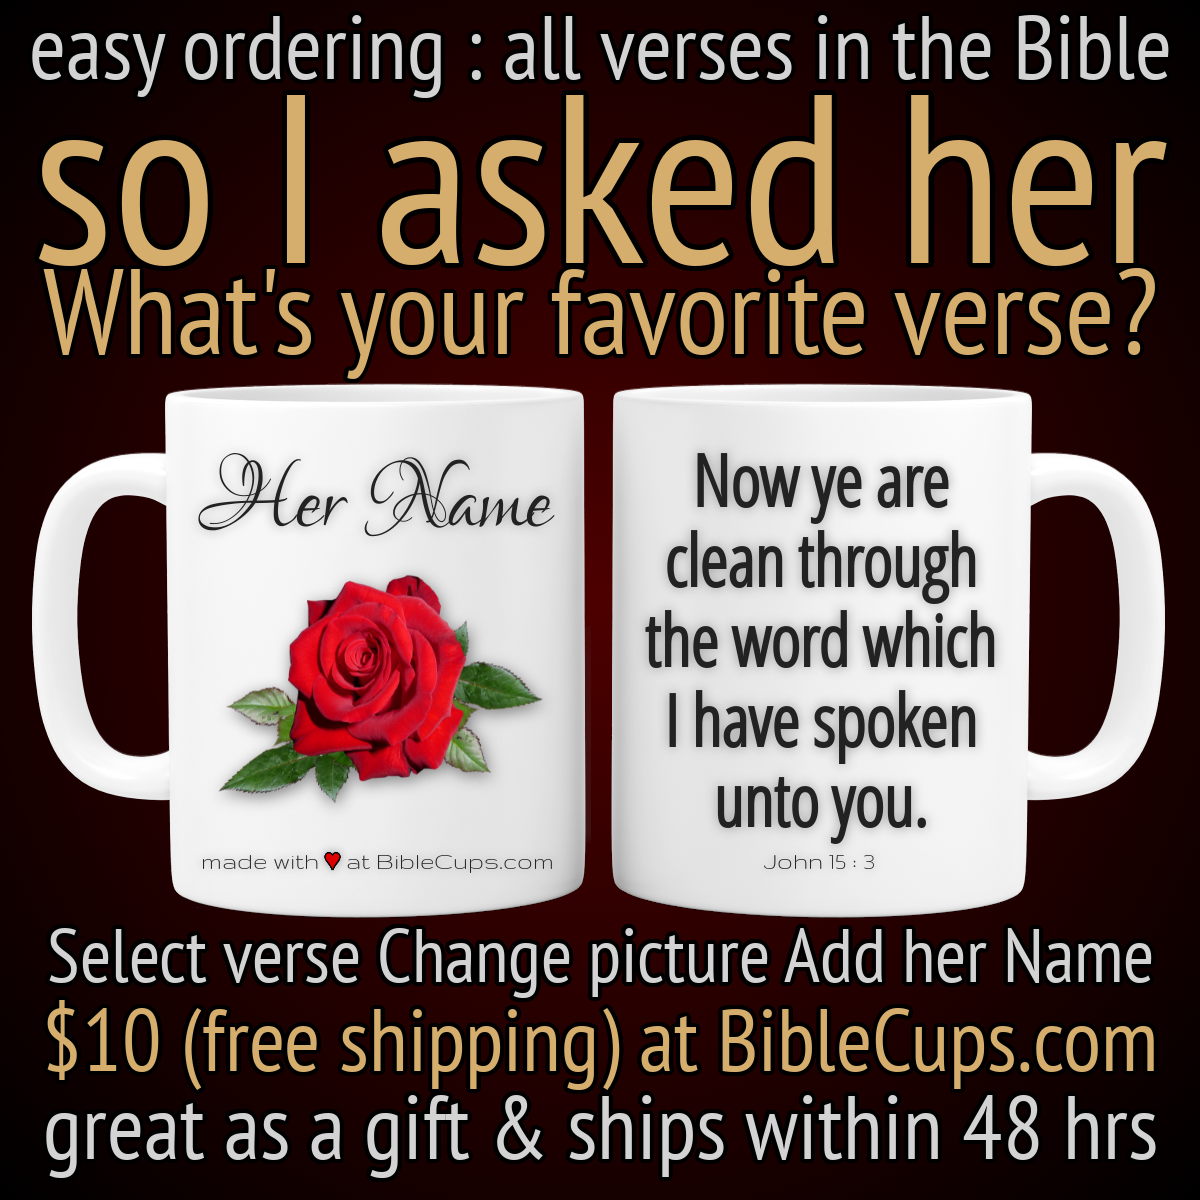 easy ordering : all verses in the Bible
so I asked her
What's your favorite verse?
Her Name
made with ♥ at BibleCups.com
Now ye are
clean through
the word which
I have spoken
unto you.
John 15 : 3
Select verse Change picture Add her Name
$10 (free shipping) at BibleCups.com
great as a gift & ships within 48 hrs